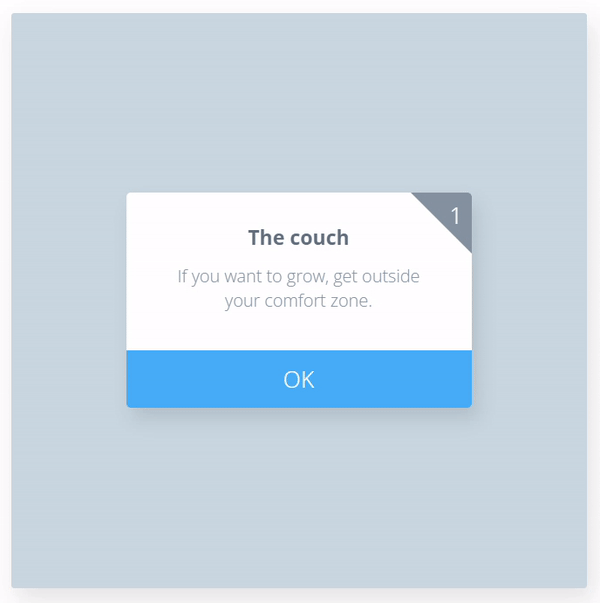 1
The couch
If you want to grow, get outside
your comfort zone.
OK